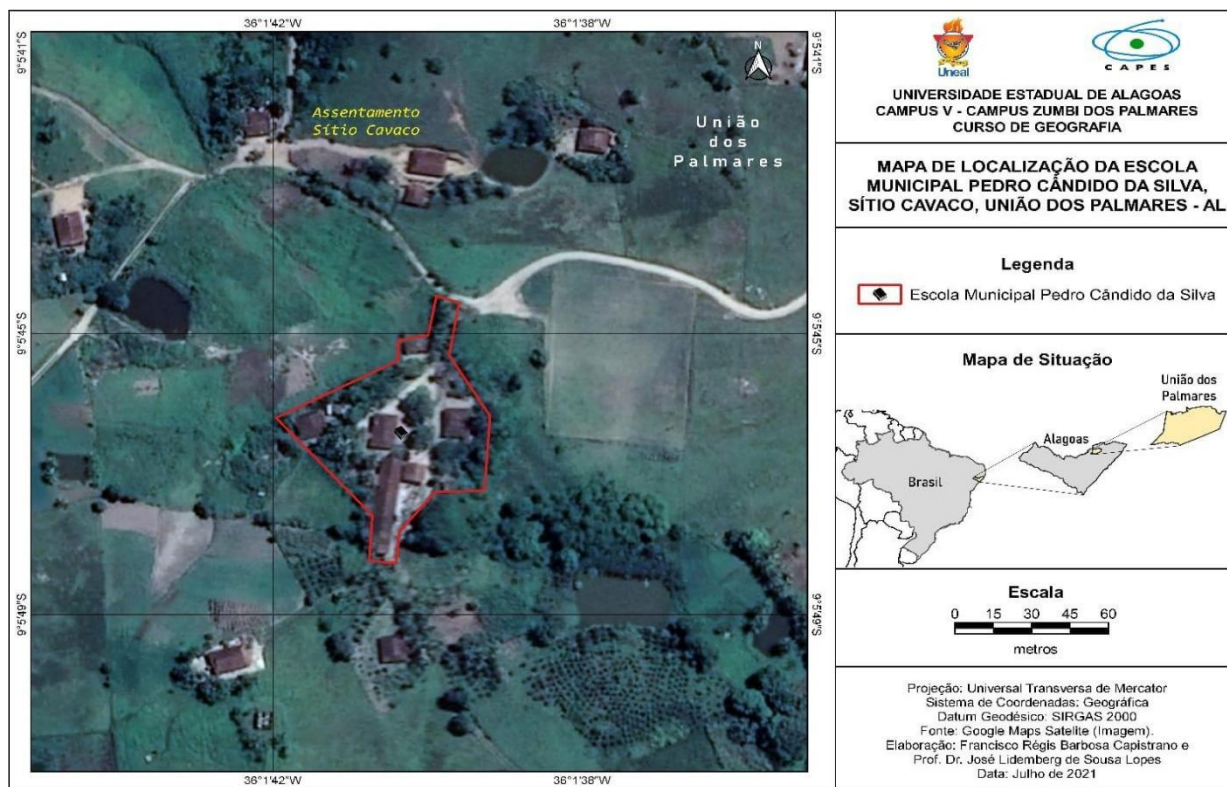 36°1'42"W
36°1'38"W
9°5'41"S
9°5'41"S
Assentamento
Sítio Cavaco
N
União
dos
Palmares
9°5'45"S
9°5'45"S
9°5'49"S
9°5'49"S
36°1'42"W
36°1'38"W
Uneal
CAPES
UNIVERSIDADE ESTADUAL DE ALAGOAS
CAMPUS V - CAMPUS ZUMBI DOS PALMARES
CURSO DE GEOGRAFIA
MAPA DE LOCALIZAÇÃO DA ESCOLA
MUNICIPAL PEDRO CÂNDIDO DA SILVA,
SÍTIO CAVACO, UNIÃO DOS PALMARES - AL
Legenda
Escola Municipal Pedro Cândido da Silva
Mapa de Situação
União dos
Palmares
Alagoas
Brasil
Escala
0 15 30 45 60
metros
Projeção: Universal Transversa de Mercator
Sistema de Coordenadas: Geográfica
Datum Geodésico: SIRGAS 2000
Fonte: Google Maps Satelite (Imagem).
Elaboração: Francisco Régis Barbosa Capistrano e
Prof. Dr. José Lidemberg de Sousa Lopes
Data: Julho de 2021